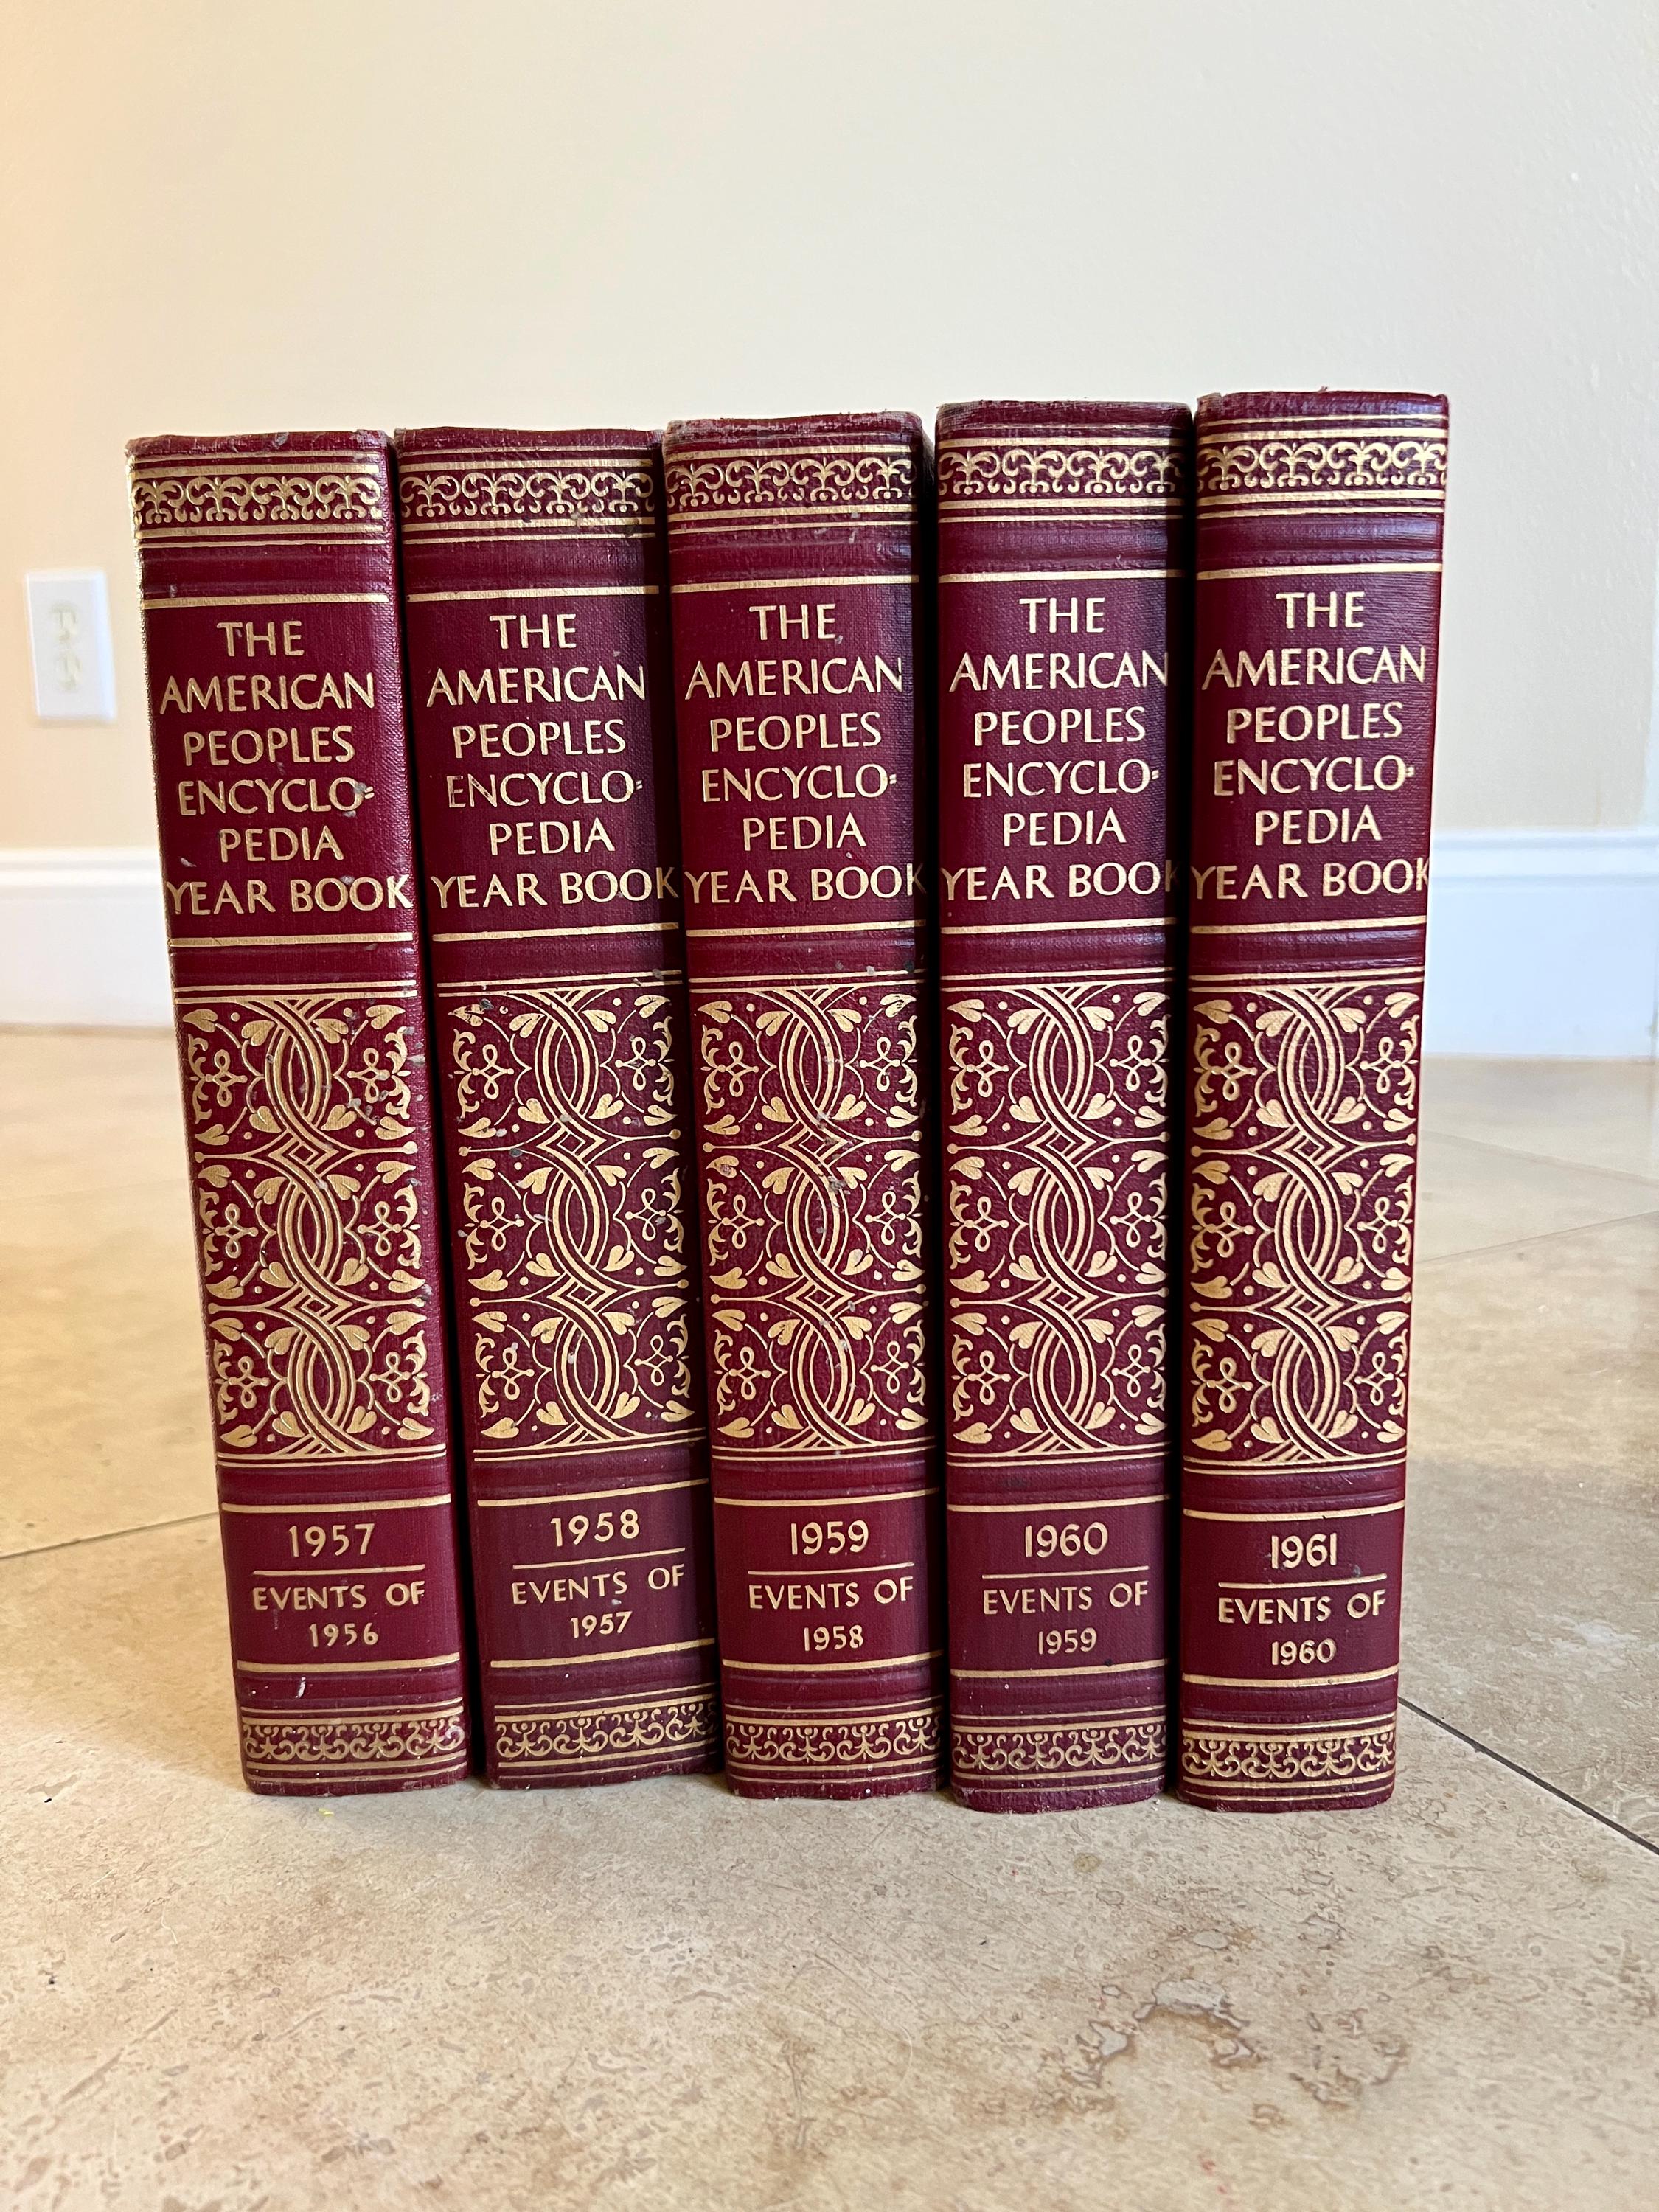 THE
AMERICAN
PEOPLES
ENCYCLO=
PEDIA
YEAR BOOK
1957
EVENTS OF
1956
THE
AMERICAN
PEOPLES
ENCYCLO=
PEDIA
YEAR BOOK
1958
EVENTS OF
1957
THE
AMERICAN
PEOPLES
ENCYCLO=
PEDIA
YEAR BOOK
1959
EVENTS OF
1958
THE
AMERICAN
PEOPLES
ENCYCLO=
PEDIA
YEAR BOOK
1960
EVENTS OF
1959
THE
AMERICAN
PEOPLES
ENCYCLO=
PEDIA
YEAR BOOK
1961
EVENTS OF
1960